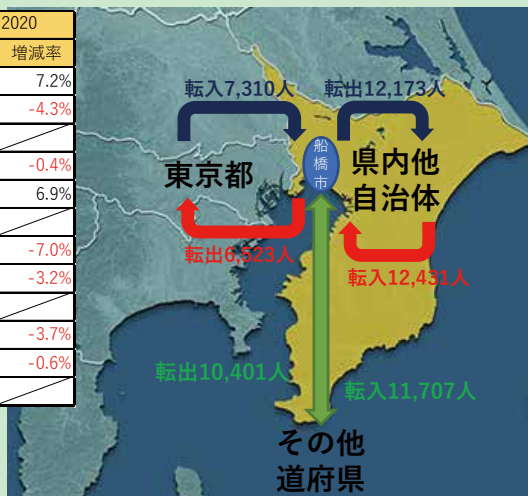 2020
増減率
7.2%
-4.3%
-0.4%
6.9%
-7.0%
-3.2%
-3.7%
-0.6%
転入7,310人
転出12,173人
船橋市
東京都
県内他
自治体
転出6,523人
転入12,431人
転出10,401人
転入11,707人
その他
道府県